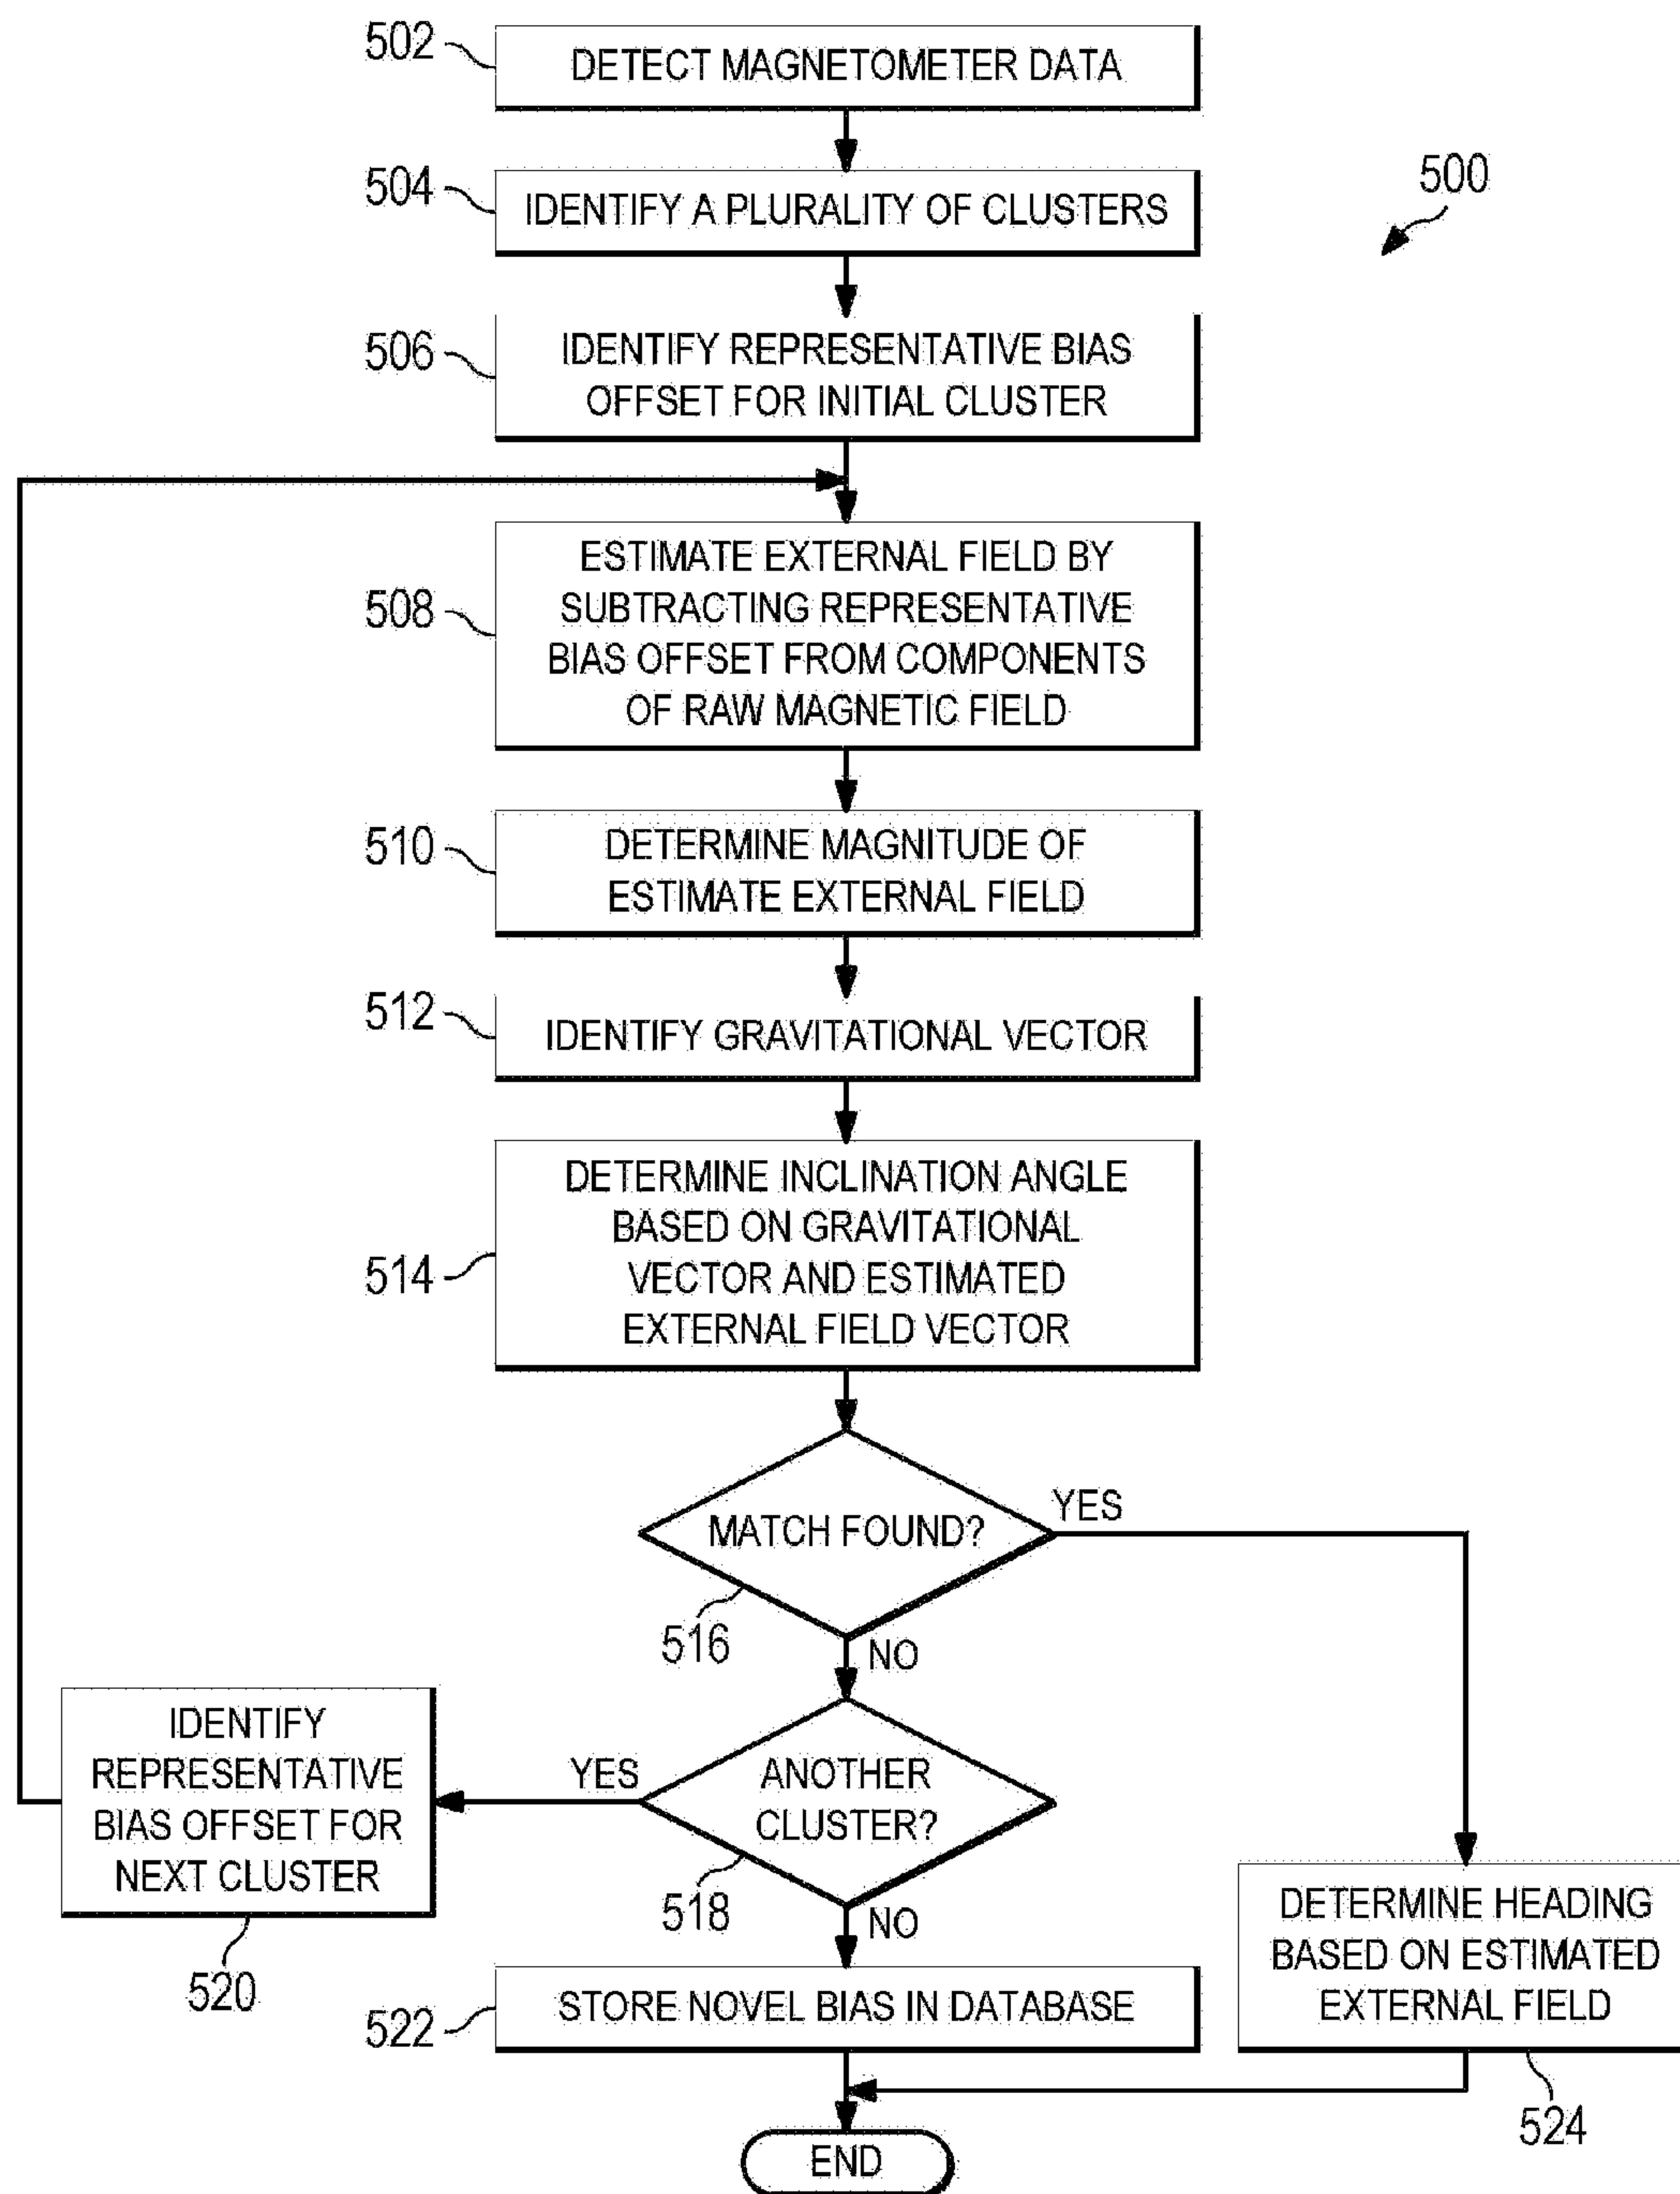 502
DETECT MAGNETOMETER DATA
504
IDENTIFY A PLURALITY OF CLUSTERS
500
506
IDENTIFY REPRESENTATIVE BIAS
OFFSET FOR INITIAL CLUSTER
508
ESTIMATE EXTERNAL FIELD BY
SUBTRACTING REPRESENTATIVE
BIAS OFFSET FROM COMPONENTS
OF RAW MAGNETIC FIELD
510
DETERMINE MAGNITUDE OF
ESTIMATE EXTERNAL FIELD
512
IDENTIFY GRAVITATIONAL VECTOR
514
DETERMINE INCLINATION ANGLE
BASED ON GRAVITATIONAL
VECTOR AND ESTIMATED
EXTERNAL FIELD VECTOR
MATCH FOUND?
YES
516
NO
IDENTIFY
REPRESENTATIVE
BIAS OFFSET FOR
NEXT CLUSTER
520
YES
ANOTHER
CLUSTER?
518
NO
522
STORE NOVEL BIAS IN DATABASE
DETERMINE HEADING
BASED ON ESTIMATED
EXTERNAL FIELD
524
END